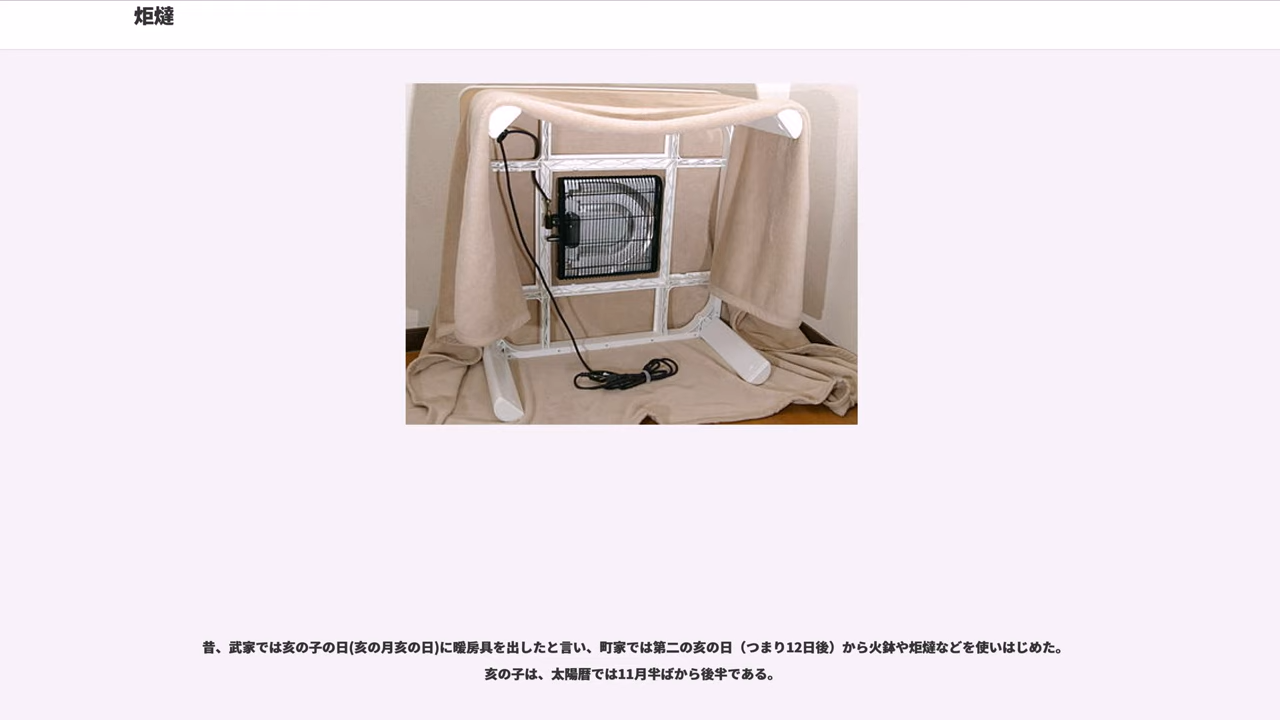 炬燵
昔、武家では亥の子の日(亥の月亥の日)に暖房具を出したと言い、町家では第二の亥の日（つまり12日後）から火鉢や炬燵などを使いはじめた。
亥の子は、太陽暦では11月半ばから後半である。